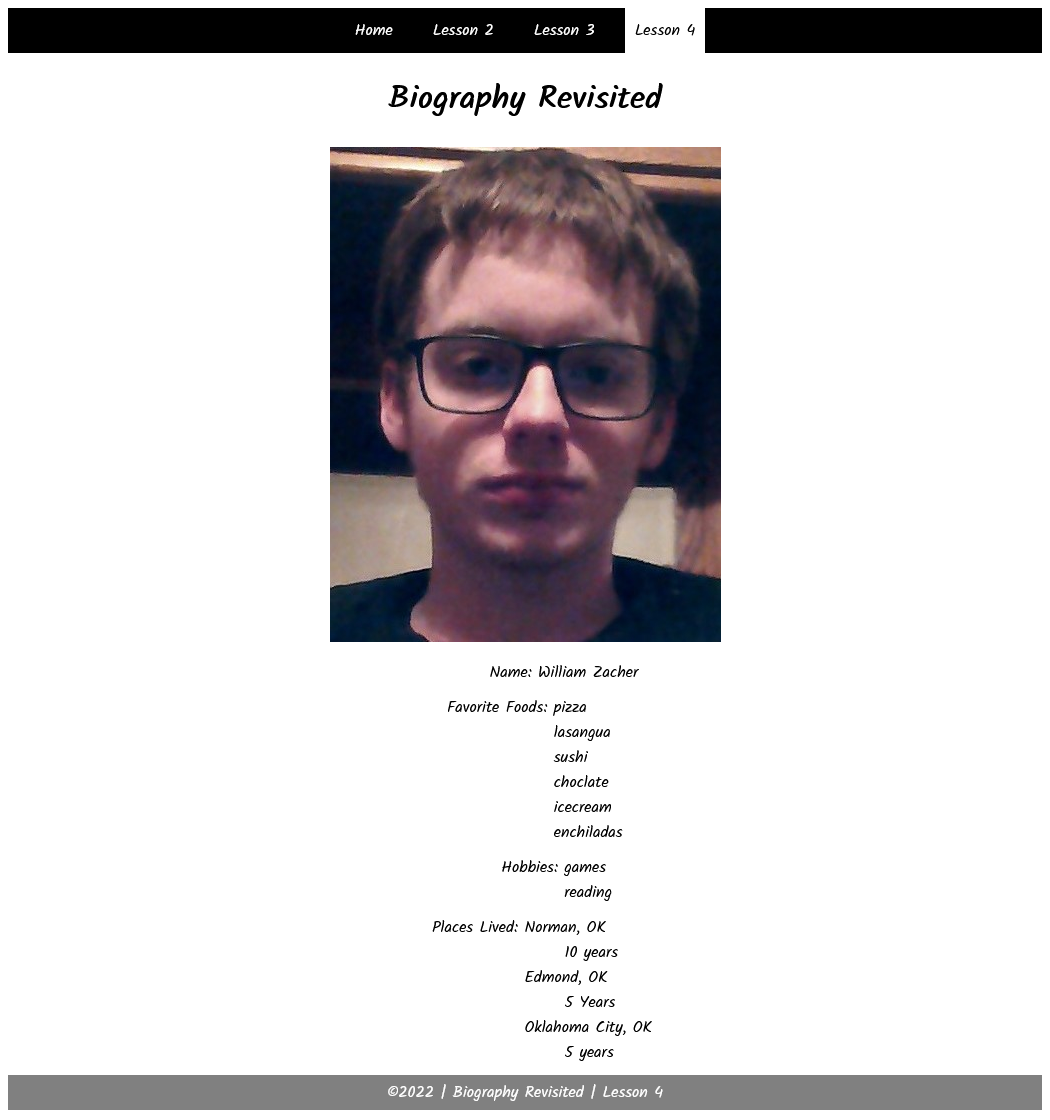 Home Lesson 2 Lesson 3 Lesson 4
Biography Revisited
Name: William Zacher
Favorite Foods: pizza
lasangua
sushi
choclate
icecream
enchiladas
Hobbies: games
reading
Places Lived: Norman, OK
10 years
Edmond, OK
5 Years
Oklahoma City, OK
5 years
©2022 | Biography Revisited | Lesson 4